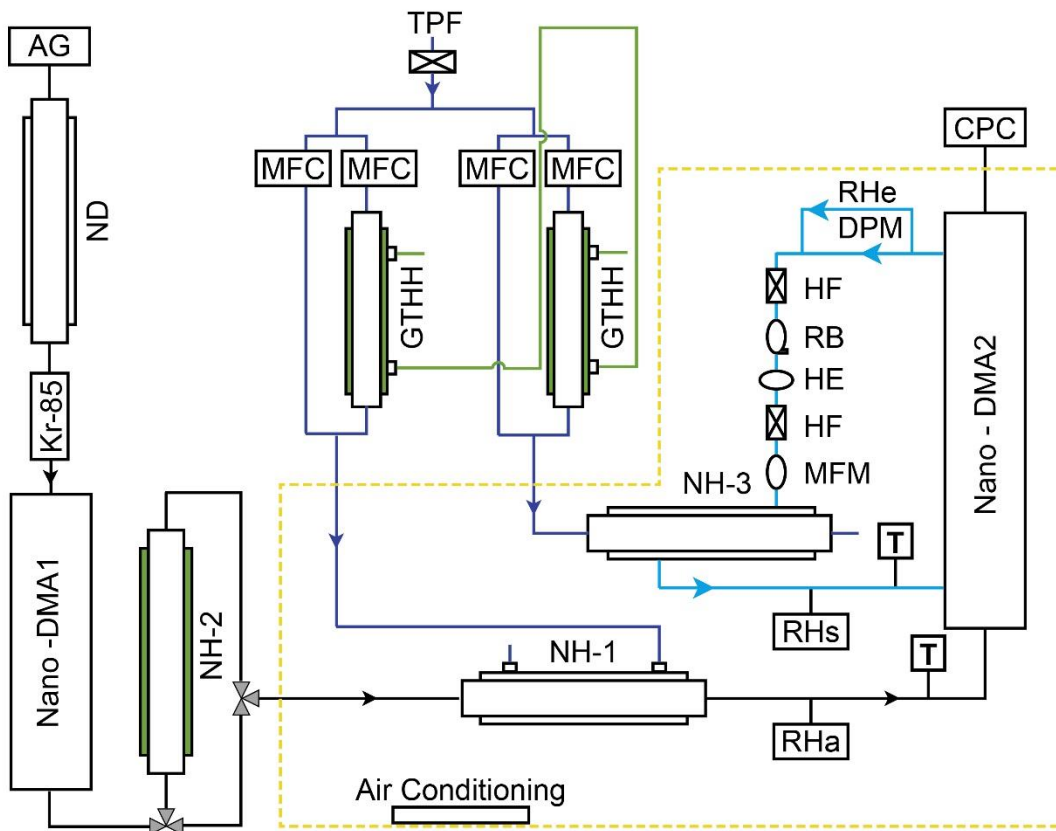 AG
ND
Kr-85
Nano -DMA1
NH-2
TPF
MFC
MFC
MFC
MFC
GTHH
GTHH
CPC
RHe
DPM
HF
RB
HE
HF
MFM
NH-3
Nano - DMA2
T
RHs
T
NH-1
RHa
Air Conditioning